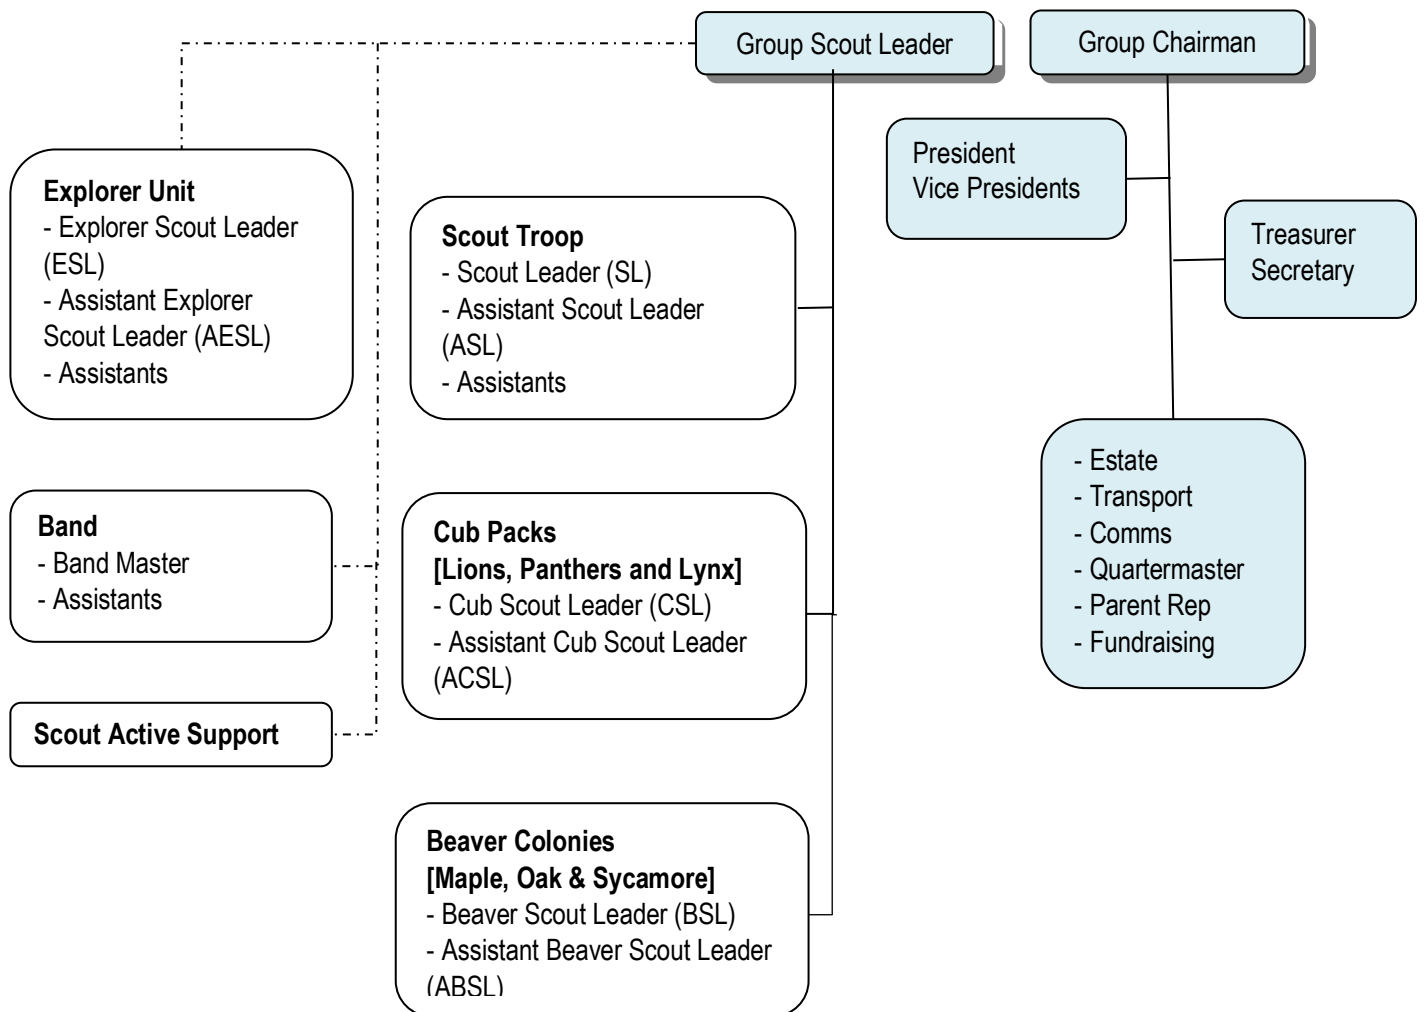 Group Scout Leader
Group Chairman
President
Vice Presidents
Treasurer
Secretary
Explorer Unit
- Explorer Scout Leader
(ESL)
- Assistant Explorer
Scout Leader (AESL)
- Assistants
Scout Troop
- Scout Leader (SL)
- Assistant Scout Leader
(ASL)
- Assistants
- Estate
- Transport
- Comms
- Quartermaster
- Parent Rep
- Fundraising
Band
- Band Master
- Assistants
Cub Packs
[Lions, Panthers and Lynx]
- Cub Scout Leader (CSL)
- Assistant Cub Scout Leader
(ACSL)
Scout Active Support
Beaver Colonies
[Maple, Oak & Sycamore]
- Beaver Scout Leader (BSL)
- Assistant Beaver Scout Leader
(ABSL)